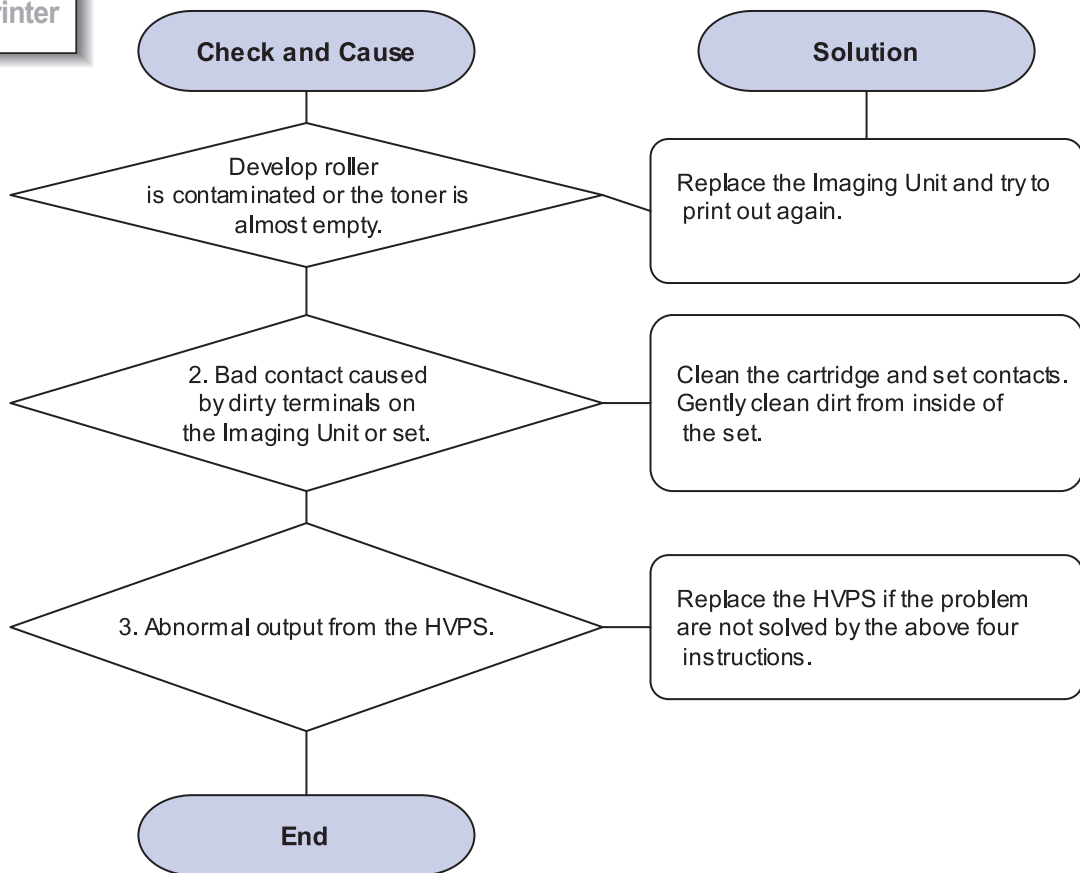 Check and Cause
Solution
Develop roller
is contaminated or the toner is
almost empty.
Replace the Imaging Unit and try to
print out again.
2. Bad contact caused
by dirty terminals on
the Imaging Unit or set.
Clean the cartridge and set contacts.
Gently clean dirt from inside of
the set.
3. Abnormal output from the HVPS.
Replace the HVPS if the problem
are not solved by the above four
instructions.
End